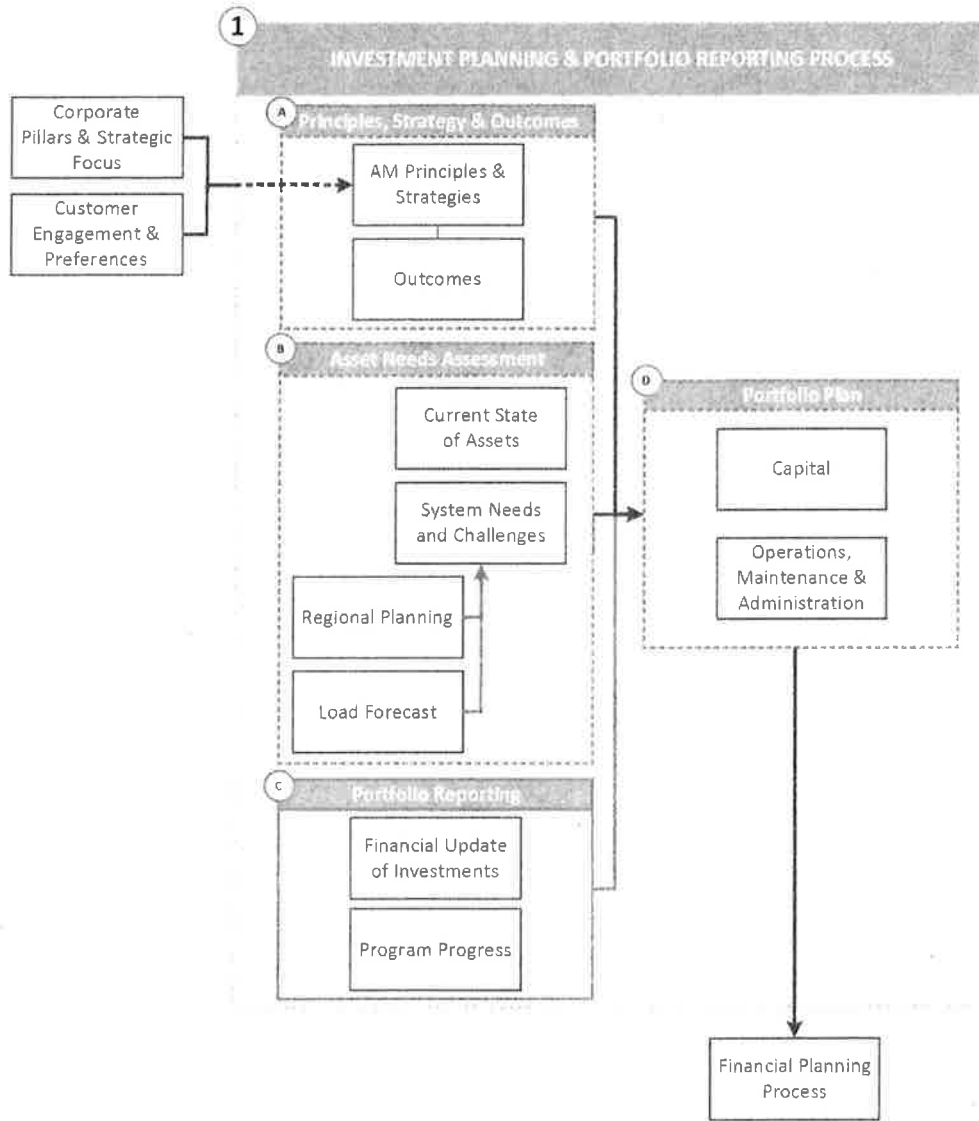 1
INVESTMENT PLANNING & PORTFOLIO REPORTING PROCESS
Corporate
Pillars & Strategic
Focus
Customer
Engagement &
Preferences
A
Principles, Strategy & Outcomes
AM Principles &
Strategies
Outcomes
B
Asset Needs Assessment
Current State
of Assets
System Needs
and Challenges
Regional Planning
Load Forecast
C
Portfolio Reporting
Financial Update
of Investments
Program Progress
D
Portfolio Plan
Capital
Operations,
Maintenance &
Administration
Financial Planning
Process